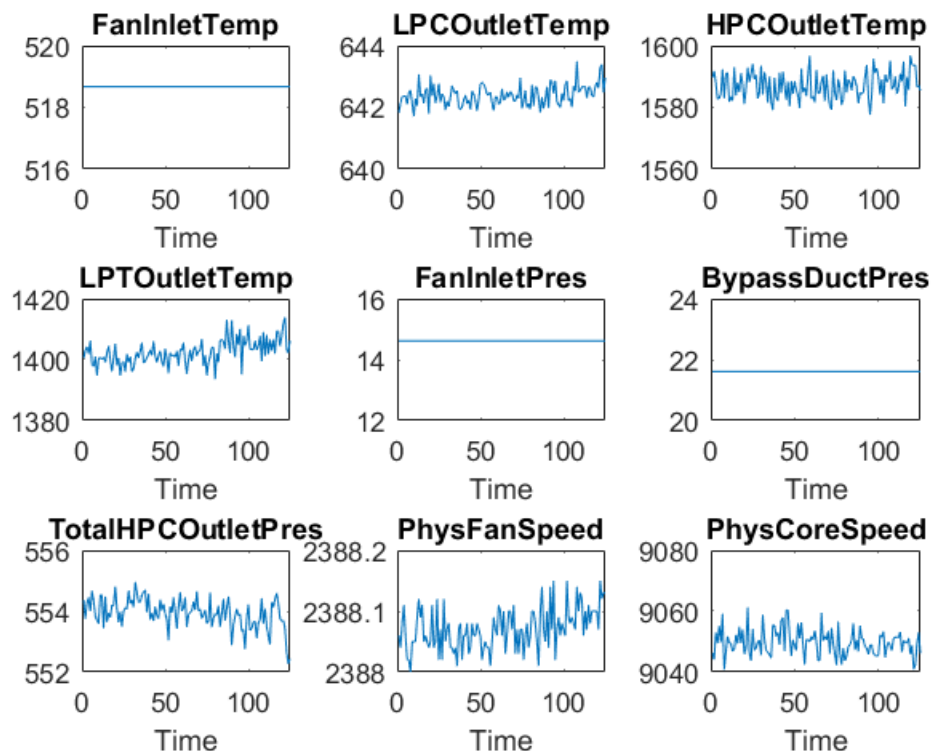 FanInletTemp
520
518
516
0 50 100
Time
LPCOutletTemp
644
642
640
0 50 100
Time
HPCOutletTemp
1600
1580
1560
0 50 100
Time
LPTOutletTemp
1420
1400
1380
0 50 100
Time
FanInletPres
16
14
12
0 50 100
Time
BypassDuctPres
24
22
20
0 50 100
Time
TotalHPCOutletPres
556
554
552
0 50 100
Time
PhysFanSpeed
2388.2
2388.1
2388
0 50 100
Time
PhysCoreSpeed
9080
9060
9040
0 50 100
Time